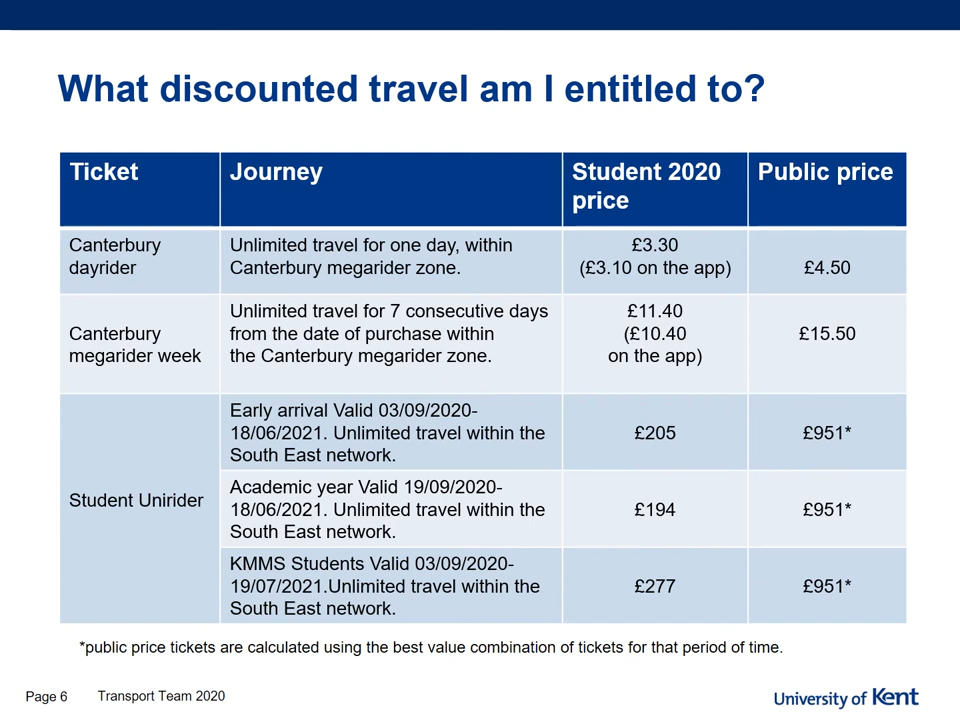 What discounted travel am I entitled to?
Ticket
Journey
Student 2020
price
Public price
Canterbury
dayrider
Unlimited travel for one day, within
Canterbury megarider zone.
£3.30
(£3.10 on the app)
£4.50
Canterbury
megarider week
Unlimited travel for 7 consecutive days
from the date of purchase within
the Canterbury megarider zone.
£11.40
(£10.40
on the app)
£15.50
Student Unirider
Early arrival Valid 03/09/2020-
18/06/2021. Unlimited travel within the
South East network.
£205
£951*
Academic year Valid 19/09/2020-
18/06/2021. Unlimited travel within the
South East network.
£194
£951*
KMMS Students Valid 03/09/2020-
19/07/2021.Unlimited travel within the
South East network.
£277
£951*
*public price tickets are calculated using the best value combination of tickets for that period of time.
Page 6
Transport Team 2020
University of Kent